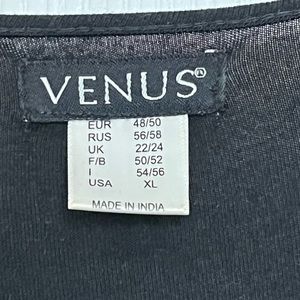 VENUS®
EUR 48/50
RUS 56/58
UK 22/24
F/B 50/52
I 54/56
USA XL
MADE IN INDIA